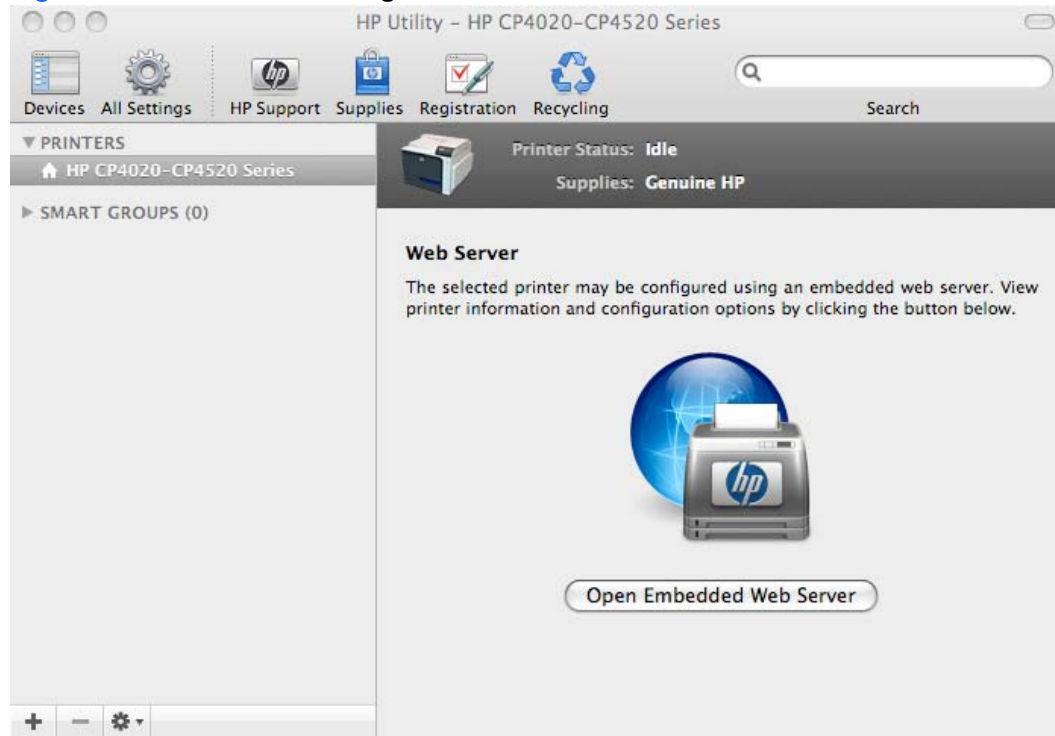 HP Utility – HP CP4020–CP4520 Series
Devices All Settings HP Support Supplies Registration Recycling Search
▼ PRINTERS
HP CP4020–CP4520 Series
▶ SMART GROUPS (0)
Printer Status: Idle
Supplies: Genuine HP
Web Server
The selected printer may be configured using an embedded web server. View
printer information and configuration options by clicking the button below.
hp
Open Embedded Web Server